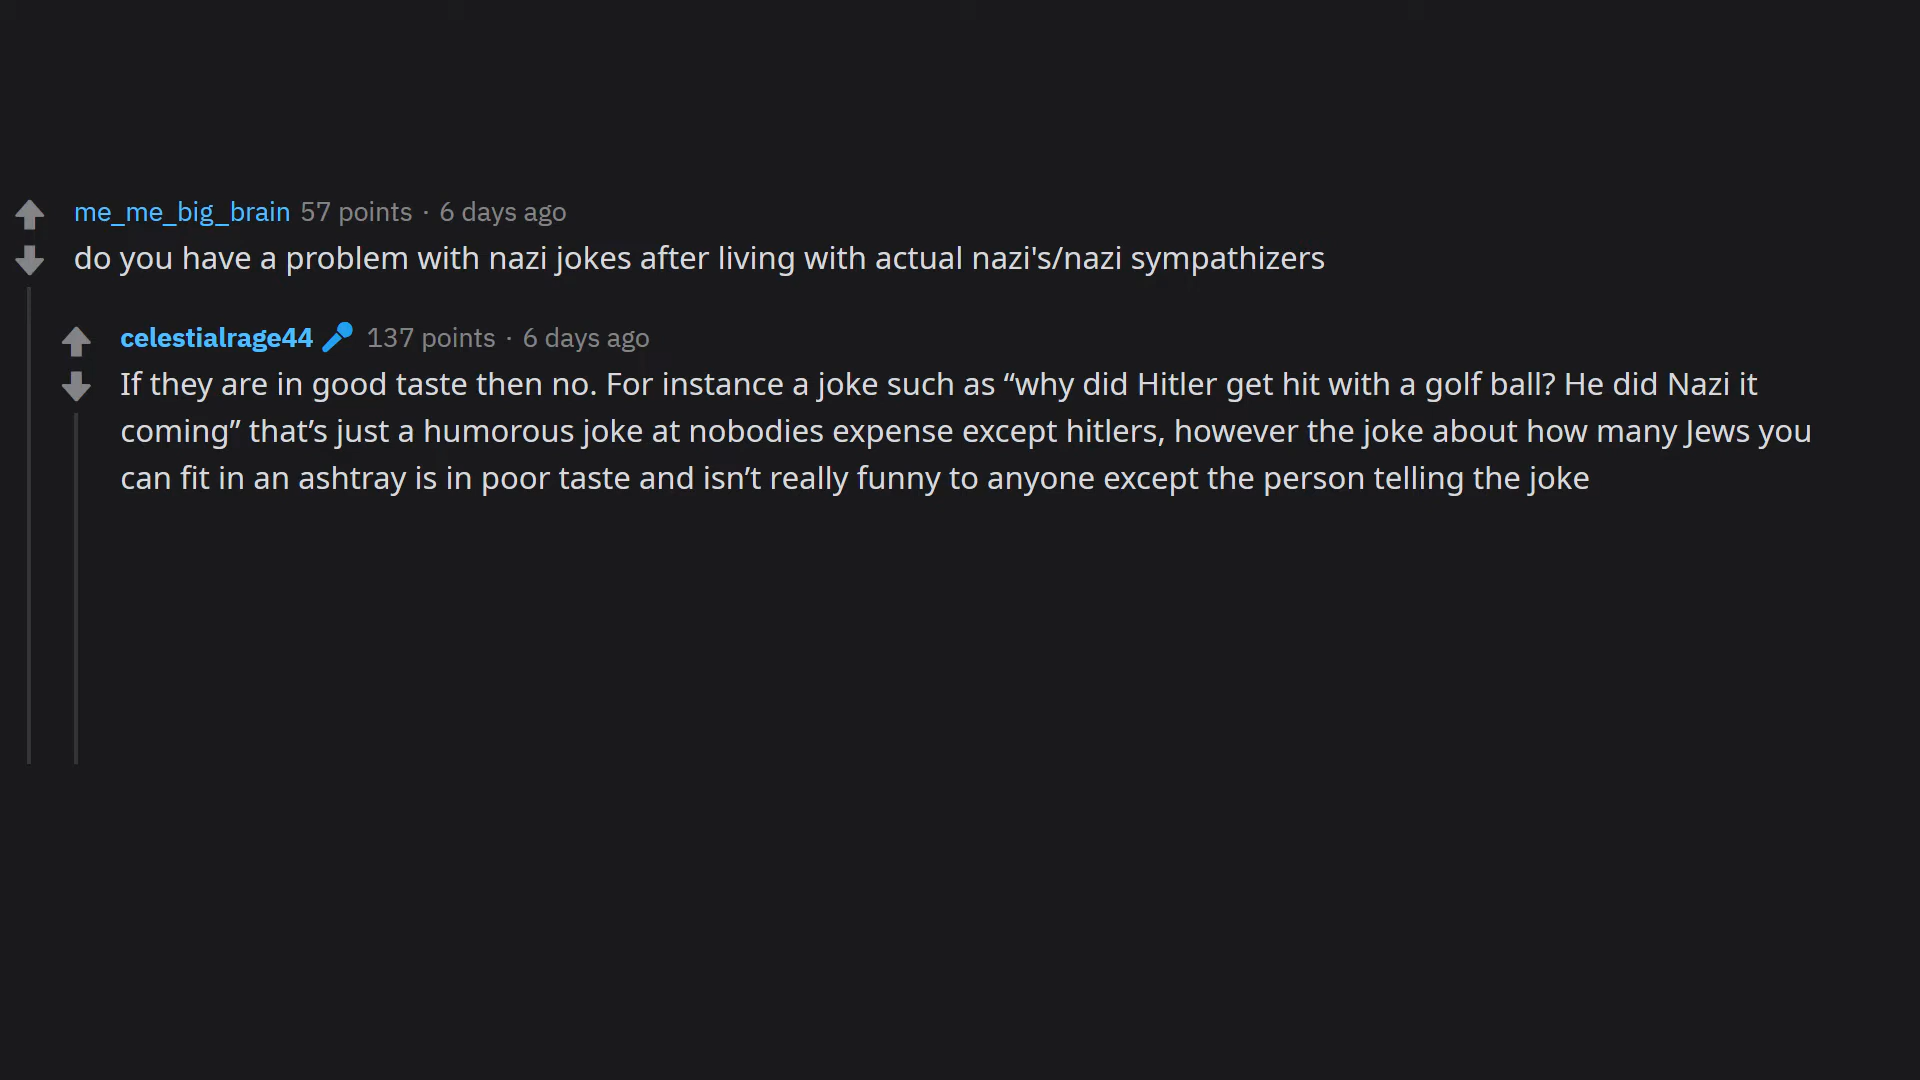 me_me_big_brain 57 points · 6 days ago
do you have a problem with nazi jokes after living with actual nazi's/nazi sympathizers
celestialrage44 137 points · 6 days ago
If they are in good taste then no. For instance a joke such as “why did Hitler get hit with a golf ball? He did Nazi it
coming” that’s just a humorous joke at nobodies expense except hitlers, however the joke about how many Jews you
can fit in an ashtray is in poor taste and isn’t really funny to anyone except the person telling the joke